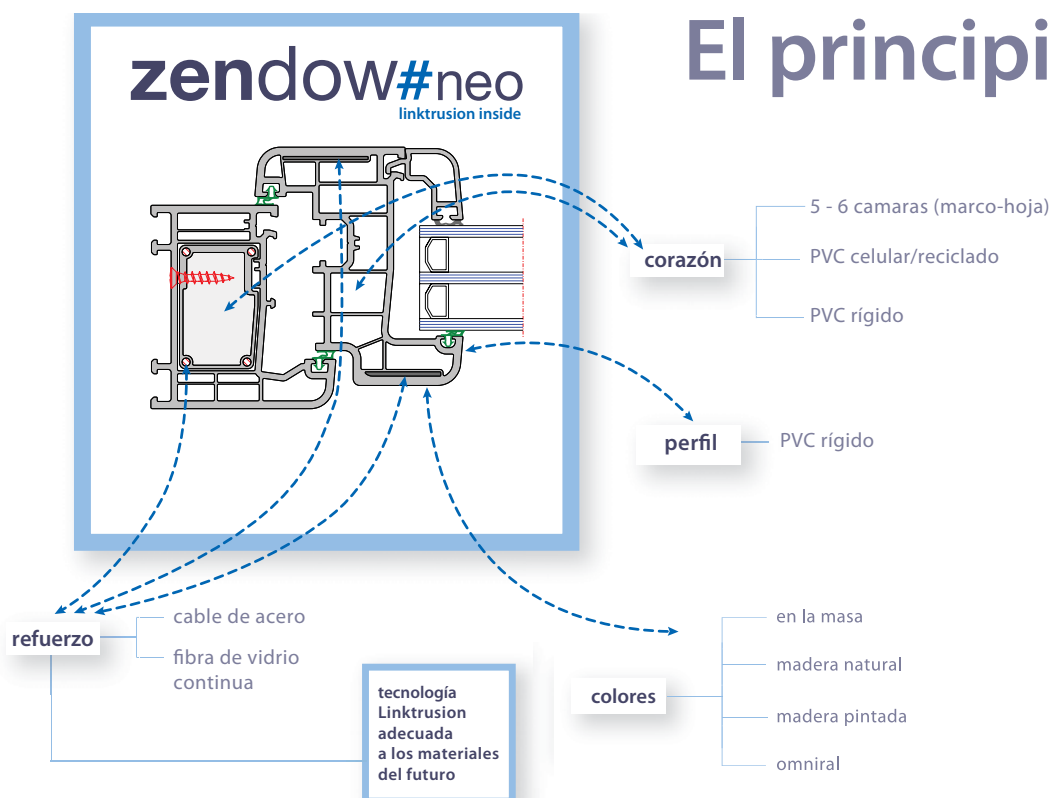 El principi
zendow#neo
linktrusion inside
corazón
5 - 6 camaras (marco-hoja)
PVC celular/reciclado
PVC rígido
perfil
PVC rígido
refuerzo
cable de acero
fibra de vidrio
continua
tecnología
Linktrusion
adecuada
a los materiales
del futuro
colores
en la masa
madera natural
madera pintada
omniral